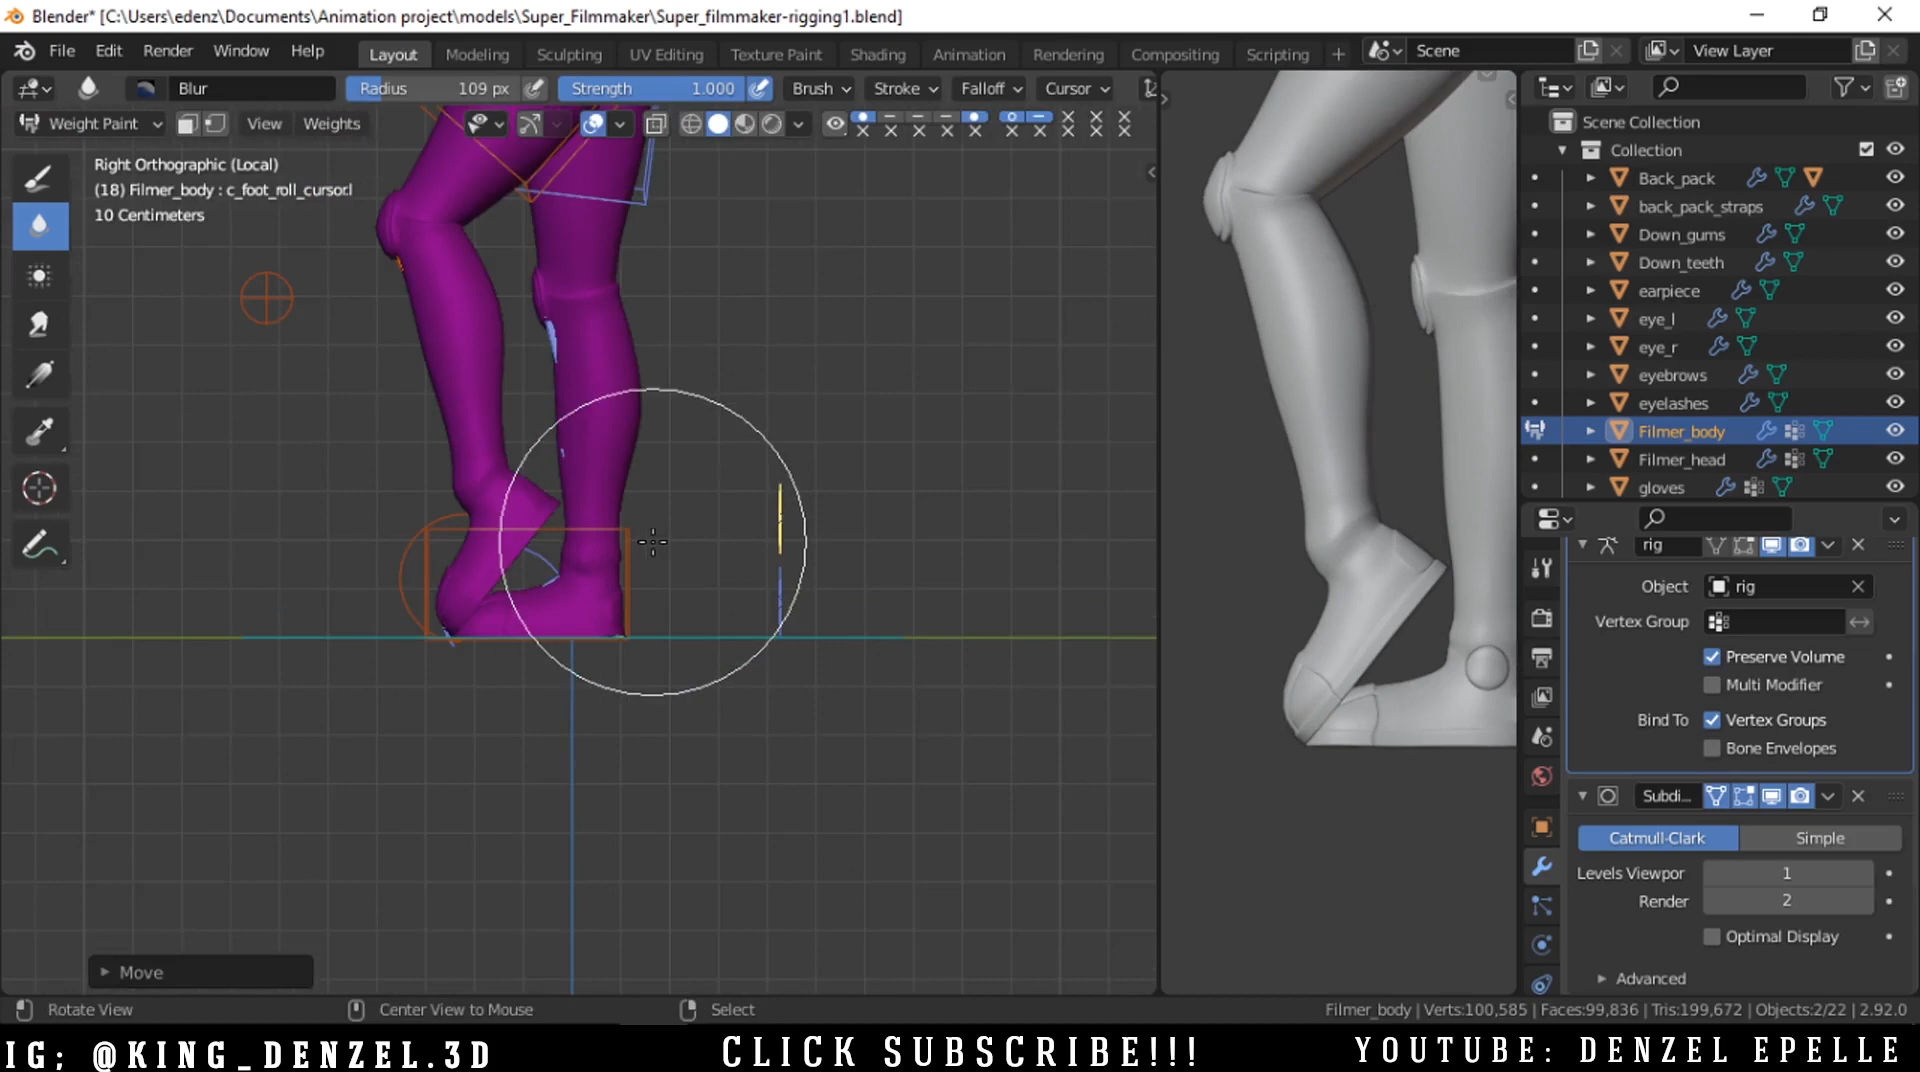 Blender* [C:\Users\edenz\Documents\Animation project\models\Super_Filmmaker\Super_filmmaker-rigging1.blend]
File Edit Render Window Help Layout Modeling Sculpting UV Editing Texture Paint Shading Animation Rendering Compositing Scripting + Scene View Layer
Blur Radius 109 px Strength 1.000 Brush Stroke Falloff Cursor
Weight Paint View Weights
Right Orthographic (Local)
(18) Filmer_body : c_foot_roll_cursor.l
10 Centimeters
Scene Collection
Collection
Back_pack
back_pack_straps
Down_gums
Down_teeth
earpiece
eye_l
eye_r
eyebrows
eyelashes
Filmer_body
Filmer_head
gloves
rig
Object rig
Vertex Group
Preserve Volume
Multi Modifier
Bind To Vertex Groups
Bone Envelopes
Subdi...
Catmull-Clark Simple
Levels Viewpor 1
Render 2
Optimal Display
Advanced
Move
Rotate View Center View to Mouse Select Filmer_body | Verts:100,585 | Faces:99,836 | Tris:199,672 | Objects:2/22 | 2.92.0
IG; @KING_DENZEL.3D CLICK SUBSCRIBE!!! YOUTUBE: DENZEL EPELLE